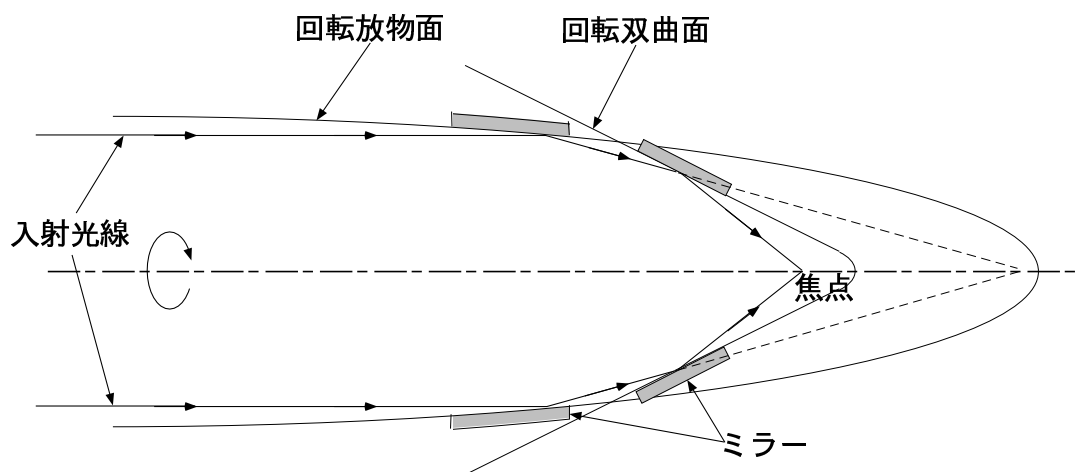 回転放物面
回転双曲面
入射光線
焦点
ミラー